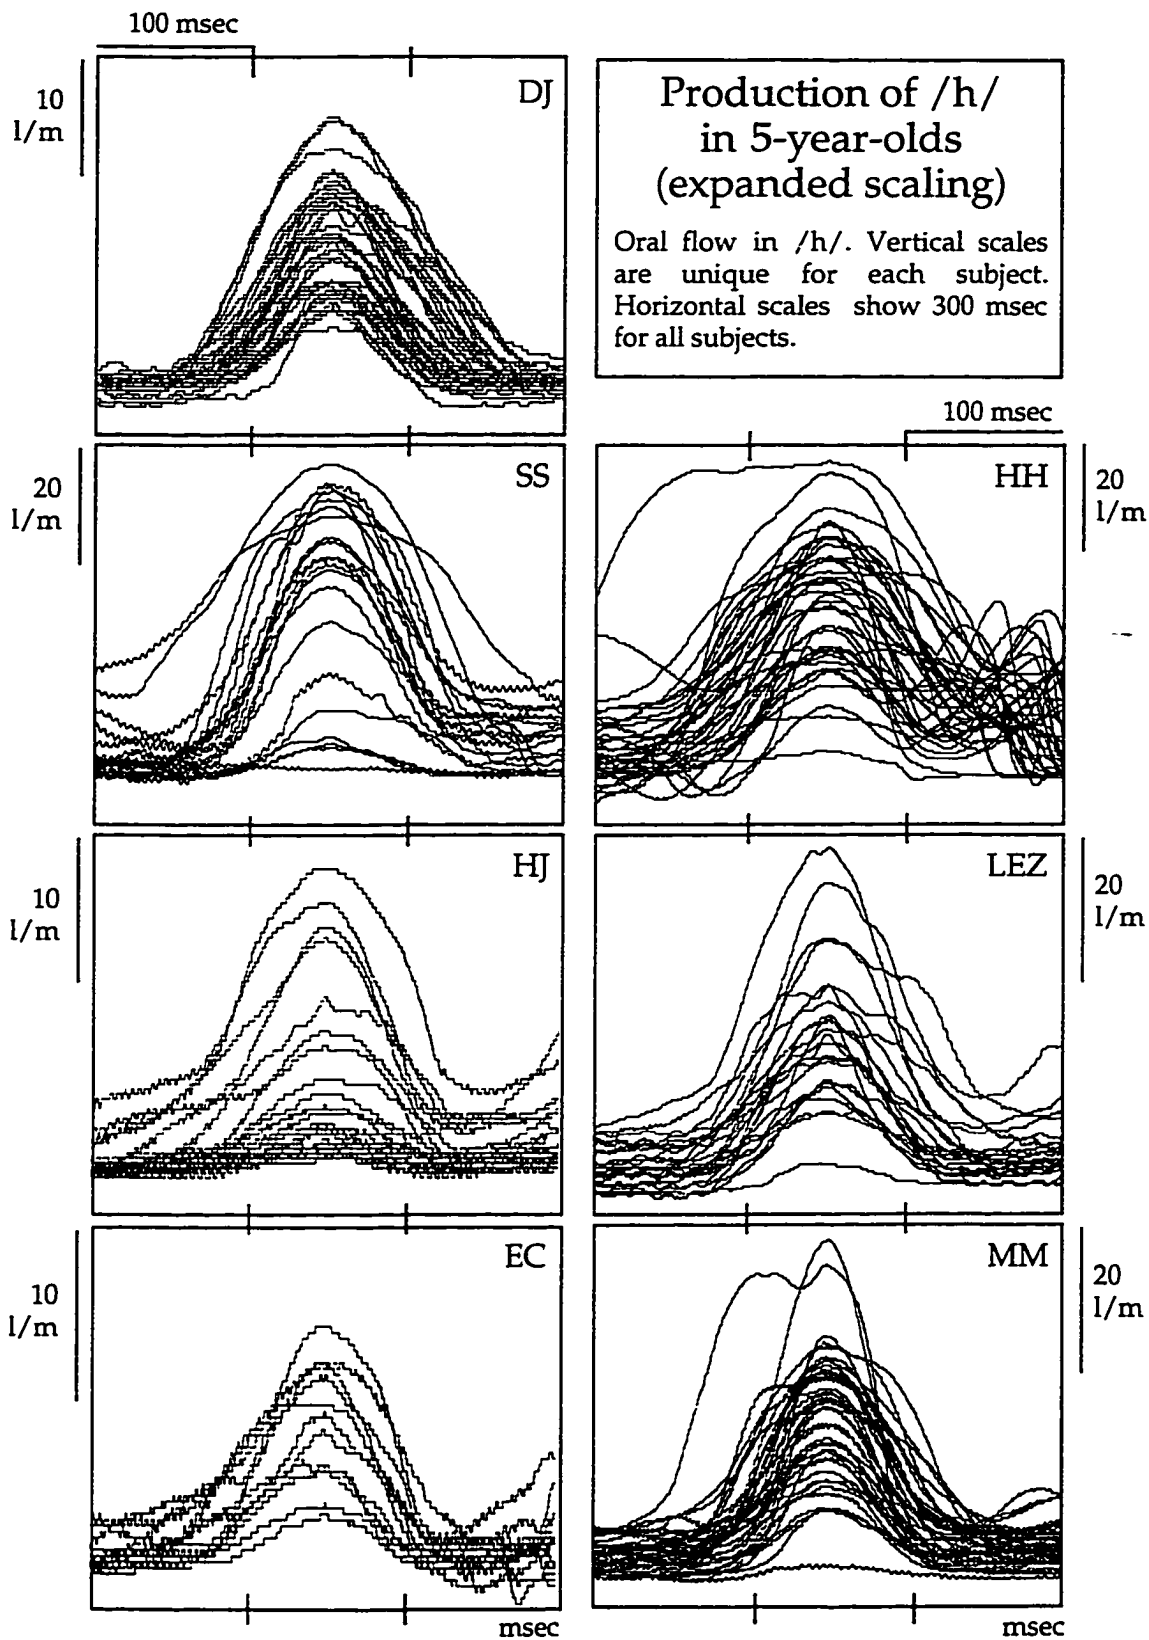 100 msec
10
l/m
DJ
Production of /h/
in 5-year-olds
(expanded scaling)
Oral flow in /h/. Vertical scales
are unique for each subject.
Horizontal scales show 300 msec
for all subjects.
100 msec
20
l/m
SS
HH
20
l/m
10
l/m
HJ
LEZ
20
l/m
10
l/m
EC
MM
20
l/m
msec
msec